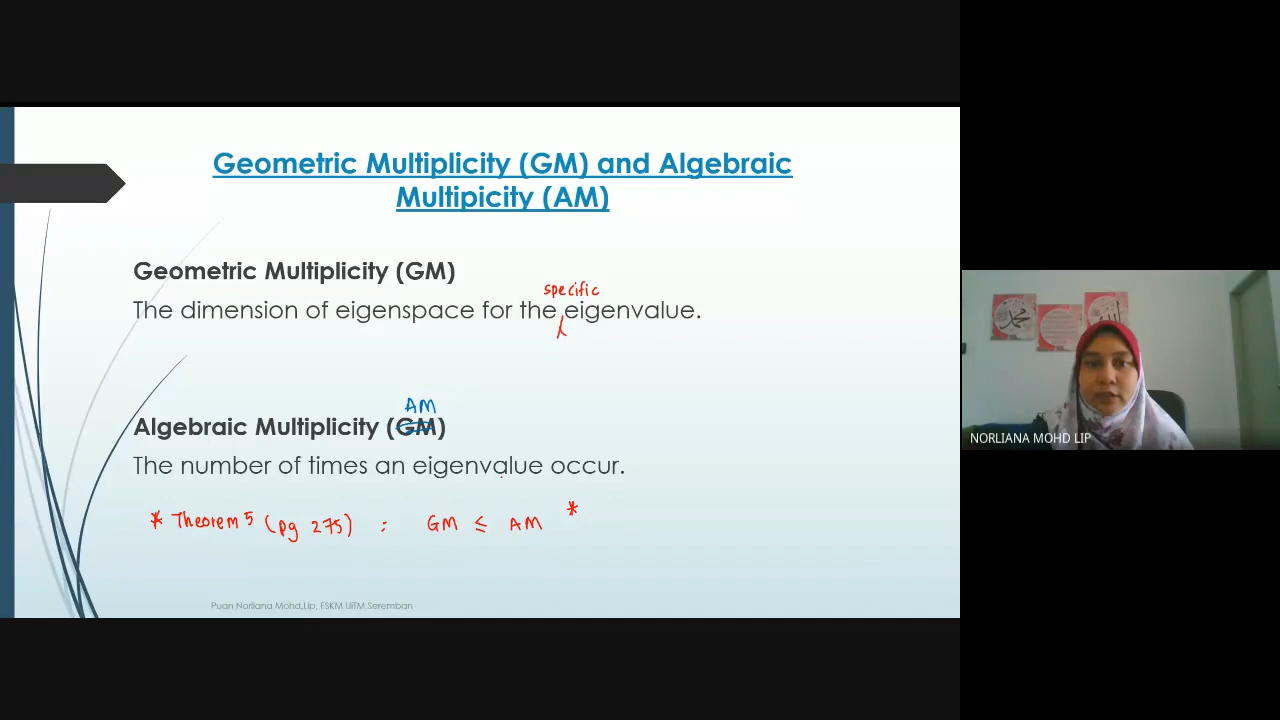 Geometric Multiplicity (GM) and Algebraic
Multipicity (AM)
Geometric Multiplicity (GM)
specific
The dimension of eigenspace for the eigenvalue.
AM
Algebraic Multiplicity (GM)
The number of times an eigenvalue occur.
* Theorem 5 (pg 275) : GM ≤ AM *
Puan Norliana Mohd Lip, FSKM UiTM Seremban
NORLIANA MOHD LIP